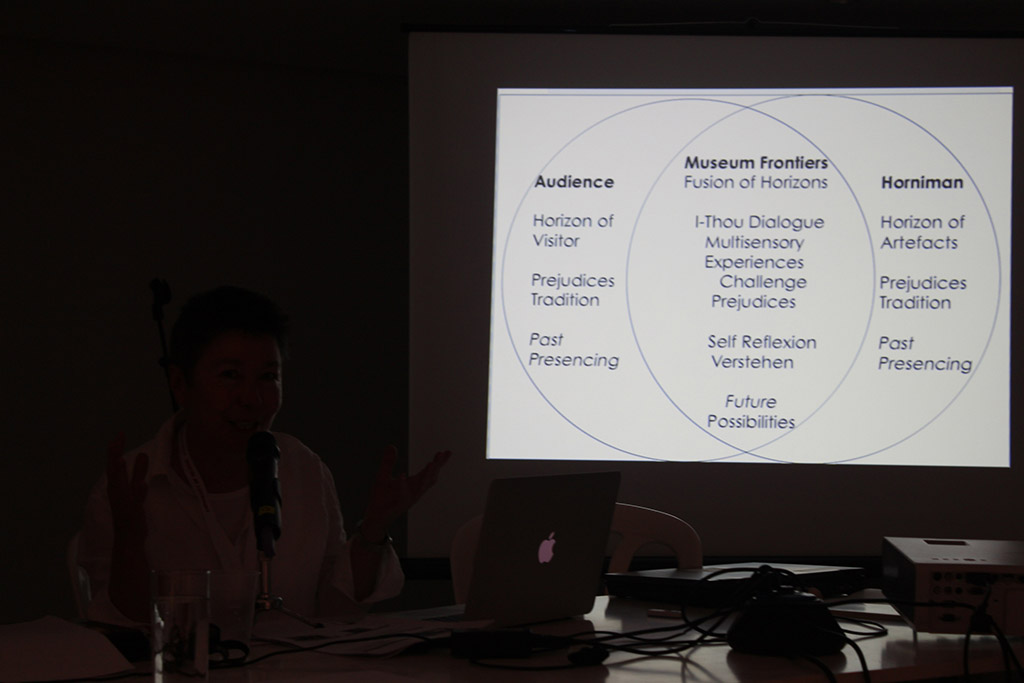 Audience
Horizon of
Visitor
Prejudices
Tradition
Past
Presencing
Museum Frontiers
Fusion of Horizons
I-Thou Dialogue
Multisensory
Experiences
Challenge
Prejudices
Self Reflexion
Verstehen
Future
Possibilities
Horniman
Horizon of
Artefacts
Prejudices
Tradition
Past
Presencing